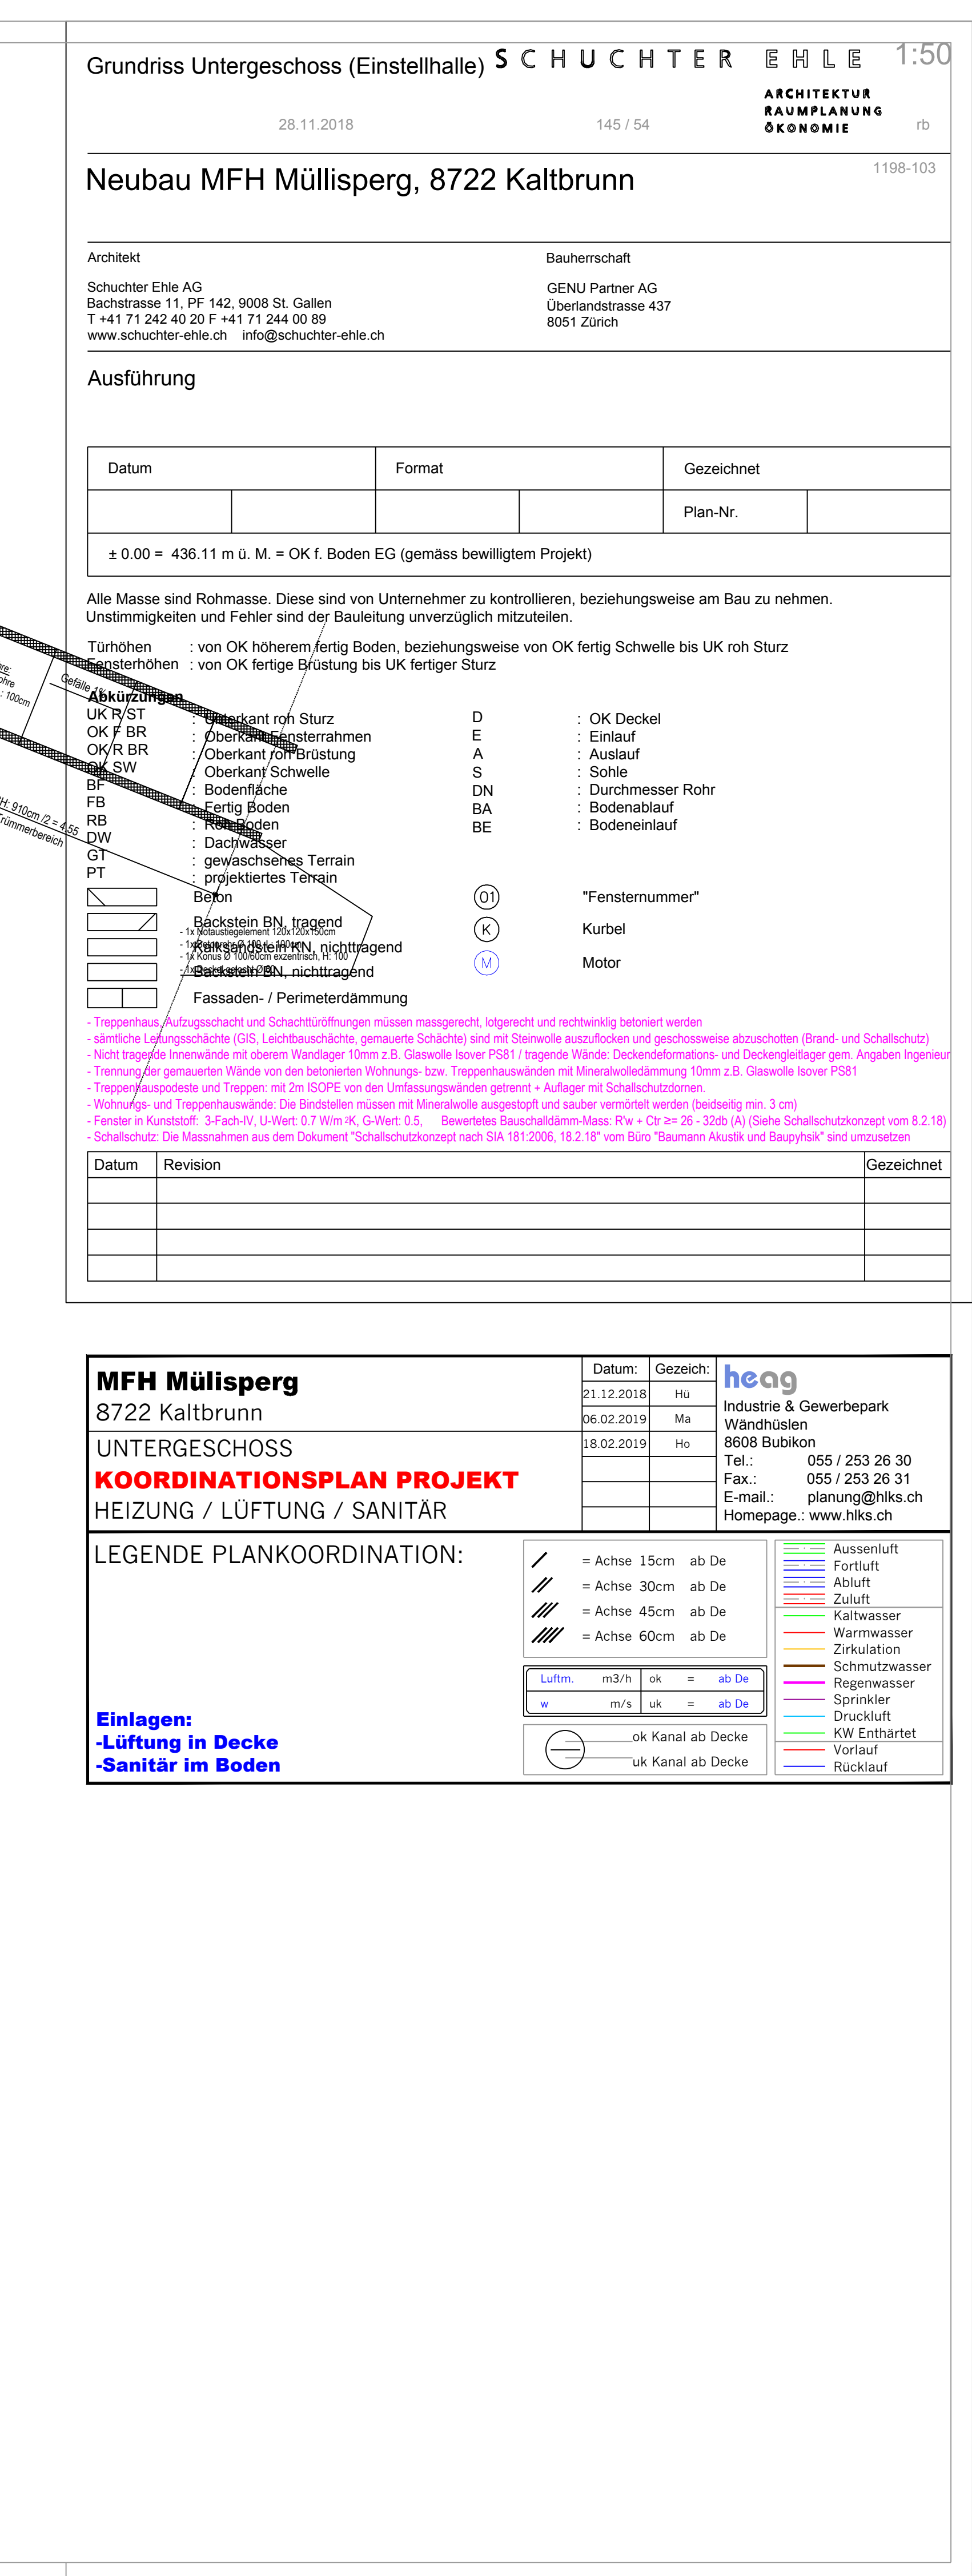 Grundriss Untergeschoss (Einstellhalle) SCHUCHTER EHLE 1:50
ARCHITEKTUR
RAUMPLANUNG
ÖKONOMIE
28.11.2018 145 / 54 rb
Neubau MFH Müllisperg, 8722 Kaltbrunn 1198-103
Architekt
Schuchter Ehle AG
Bachstrasse 11, PF 142, 9008 St. Gallen
T +41 71 242 40 20 F +41 71 244 00 89
www.schuchter-ehle.ch info@schuchter-ehle.ch
Bauherrschaft
GENU Partner AG
Überlandstrasse 437
8051 Zürich
Ausführung
Datum Format Gezeichnet
Plan-Nr.
± 0.00 = 436.11 m ü. M. = OK f. Boden EG (gemäss bewilligtem Projekt)
Alle Masse sind Rohmasse. Diese sind von Unternehmer zu kontrollieren, beziehungsweise am Bau zu nehmen.
Unstimmigkeiten und Fehler sind der Bauleitung unverzüglich mitzuteilen.
Türhöhen : von OK höherem fertig Boden, beziehungsweise von OK fertig Schwelle bis UK roh Sturz
Fensterhöhen : von OK fertige Brüstung bis UK fertiger Sturz
Gefälle 1%
: 100cm
H: 910cm /2 = 4.55
Trümmerbereich
Abkürzungen
UK R ST : Unterkant roh Sturz
OK F BR : Oberkant Fensterrahmen
OK R BR : Oberkant roh Brüstung
OK SW : Oberkant Schwelle
BF : Bodenfläche
FB : Fertig Boden
RB : Roh Boden
DW : Dachwasser
GT : gewaschsenes Terrain
PT : projektiertes Terrain
D : OK Deckel
E : Einlauf
A : Auslauf
S : Sohle
DN : Durchmesser Rohr
BA : Bodenablauf
BE : Bodeneinlauf
Beton
Backstein BN, tragend
Kalksandstein KN, nichttragend
Backstein BN, nichttragend
Fassaden- / Perimeterdämmung
01 "Fensternummer"
K Kurbel
M Motor
- 1x Notaustiegelement 120x120x150cm
- 1x Konus Ø 100/60cm exzentrisch, H: 100
- Treppenhaus, Aufzugsschacht und Schachttüröffnungen müssen massgerecht, lotgerecht und rechtwinklig betoniert werden
- sämtliche Leitungsschächte (GIS, Leichtbauschächte, gemauerte Schächte) sind mit Steinwolle auszuflocken und geschossweise abzuschotten (Brand- und Schallschutz)
- Nicht tragende Innenwände mit oberem Wandlager 10mm z.B. Glaswolle Isover PS81 / tragende Wände: Deckendeformations- und Deckengleitlager gem. Angaben Ingenieur
- Trennung der gemauerten Wände von den betonierten Wohnungs- bzw. Treppenhauswänden mit Mineralwolledämmung 10mm z.B. Glaswolle Isover PS81
- Treppenhauspodeste und Treppen: mit 2m ISOPE von den Umfassungswänden getrennt + Auflager mit Schallschutzdornen.
- Wohnungs- und Treppenhauswände: Die Bindstellen müssen mit Mineralwolle ausgestopft und sauber vermörtelt werden (beidseitig min. 3 cm)
- Fenster in Kunststoff: 3-Fach-IV, U-Wert: 0.7 W/m ²K, G-Wert: 0.5, Bewertetes Bauschalldämm-Mass: R'w + Ctr ≥= 26 - 32db (A) (Siehe Schallschutzkonzept vom 8.2.18)
- Schallschutz: Die Massnahmen aus dem Dokument "Schallschutzkonzept nach SIA 181:2006, 18.2.18" vom Büro "Baumann Akustik und Baupyhsik" sind umzusetzen
Datum Revision Gezeichnet
MFH Mülisperg
8722 Kaltbrunn
UNTERGESCHOSS
KOORDINATIONSPLAN PROJEKT
HEIZUNG / LÜFTUNG / SANITÄR
Datum: Gezeich:
21.12.2018 Hü
06.02.2019 Ma
18.02.2019 Ho
heag
Industrie & Gewerbepark
Wändhüslen
8608 Bubikon
Tel.: 055 / 253 26 30
Fax.: 055 / 253 26 31
E-mail.: planung@hlks.ch
Homepage.: www.hlks.ch
LEGENDE PLANKOORDINATION:
= Achse 15cm ab De
= Achse 30cm ab De
= Achse 45cm ab De
= Achse 60cm ab De
Luftm. m3/h ok = ab De
w m/s uk = ab De
ok Kanal ab Decke
uk Kanal ab Decke
Aussenluft
Fortluft
Abluft
Zuluft
Kaltwasser
Warmwasser
Zirkulation
Schmutzwasser
Regenwasser
Sprinkler
Druckluft
KW Enthärtet
Vorlauf
Rücklauf
Einlagen:
-Lüftung in Decke
-Sanitär im Boden